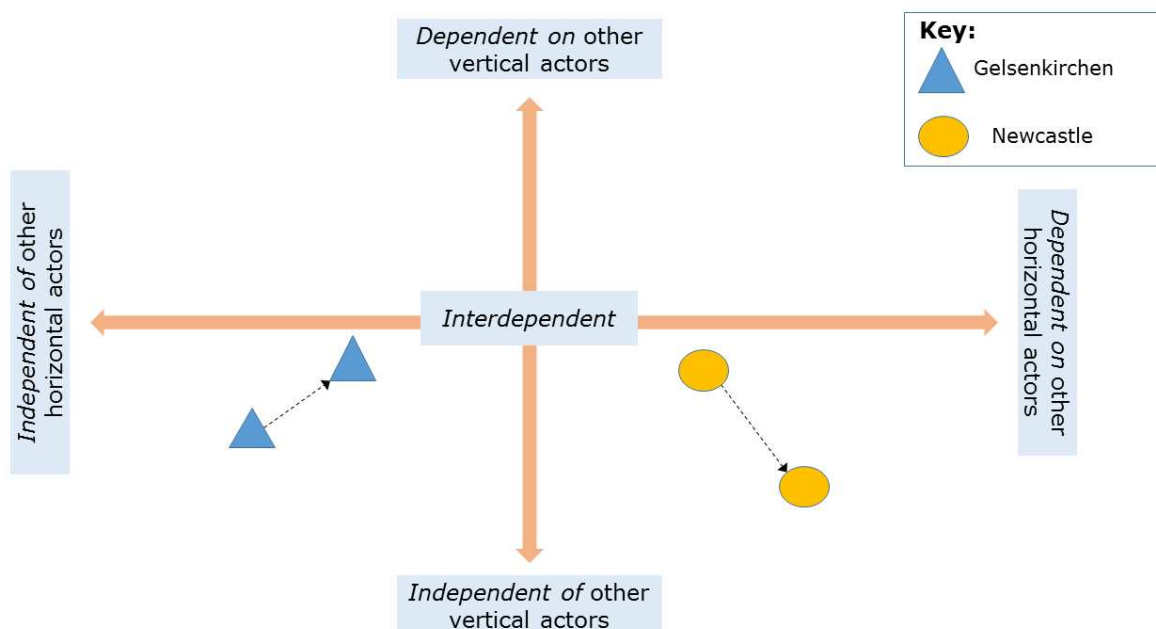 Dependent on other
vertical actors
Key:
Gelsenkirchen
Newcastle
Independent of other
horizontal actors
Interdependent
Dependent on other
horizontal actors
Independent of other
vertical actors